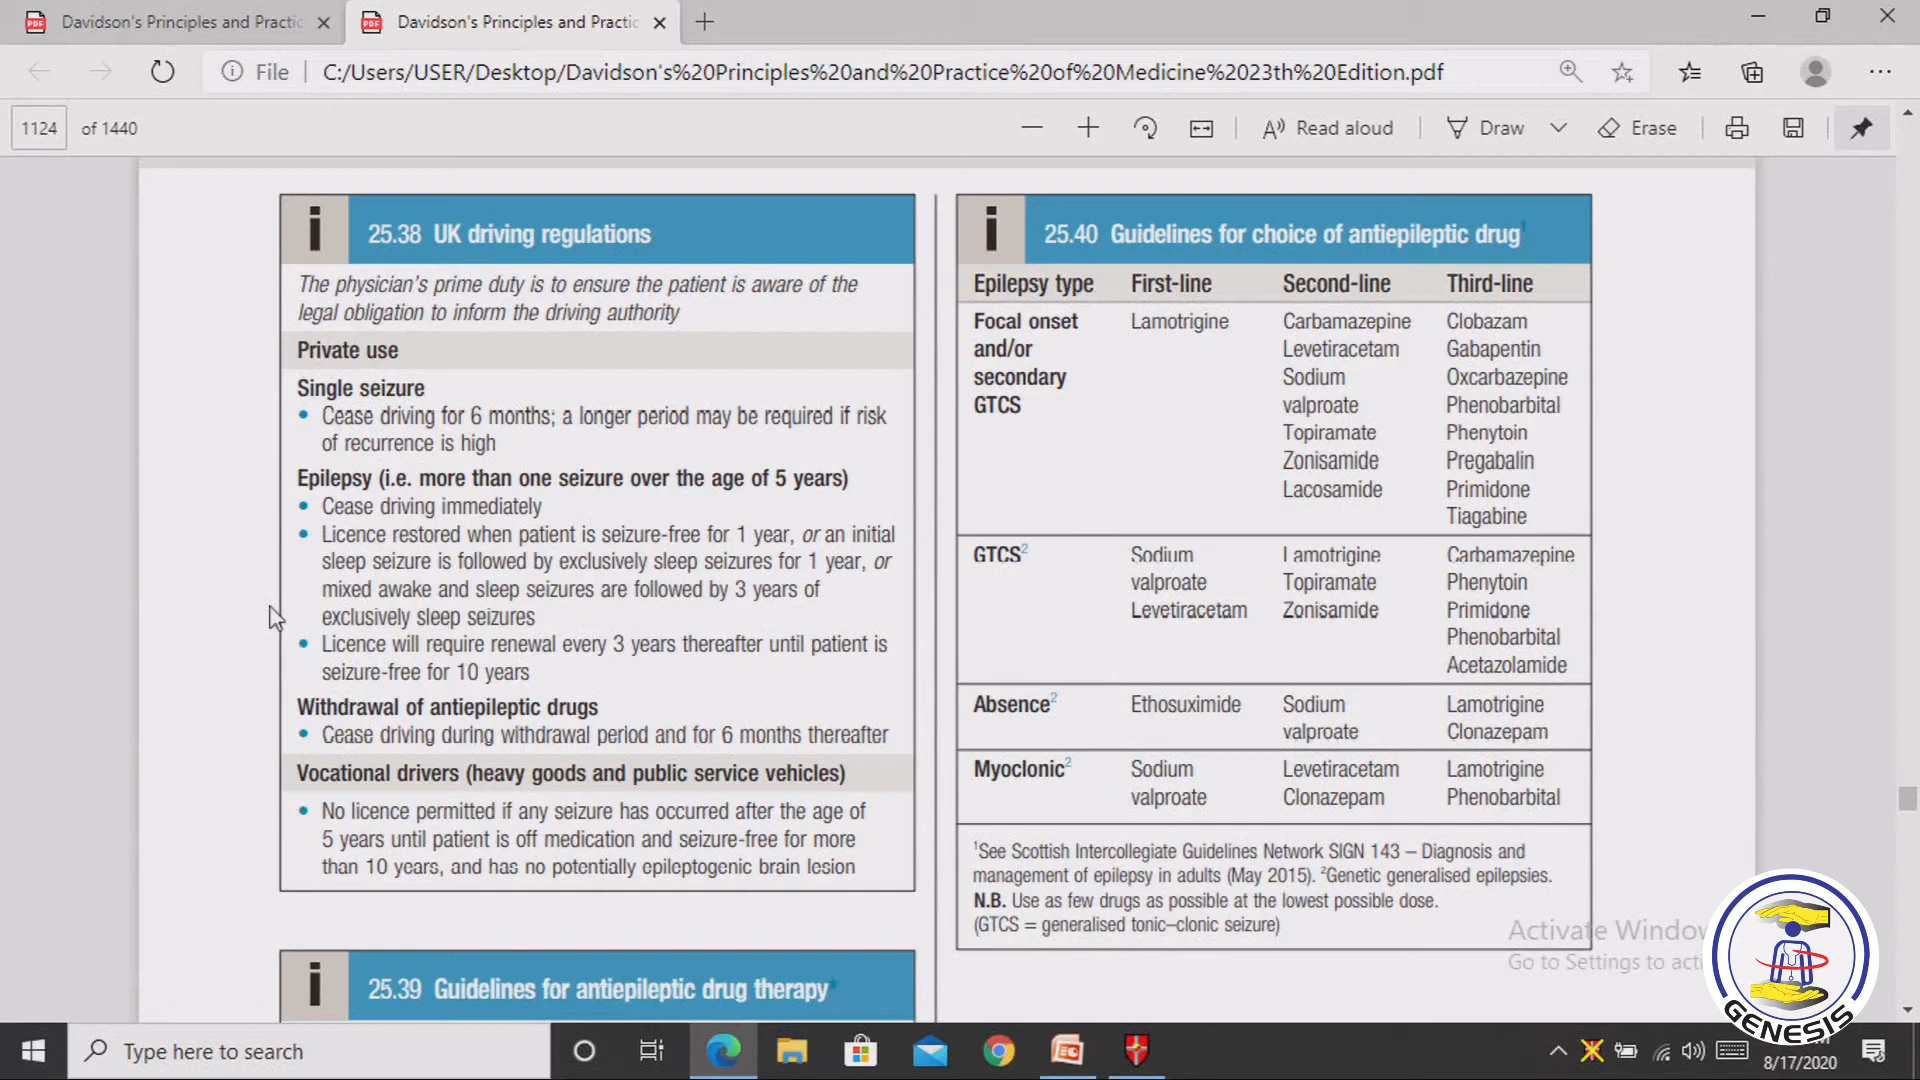 Davidson's Principles and Practic
Davidson's Principles and Practic
File
C:/Users/USER/Desktop/Davidson's%20Principles%20and%20Practice%20of%20Medicine%2023th%20Edition.pdf
1124 of 1440
Read aloud
Draw
Erase
i 25.38 UK driving regulations
The physician's prime duty is to ensure the patient is aware of the
legal obligation to inform the driving authority
Private use
Single seizure
• Cease driving for 6 months; a longer period may be required if risk
of recurrence is high
Epilepsy (i.e. more than one seizure over the age of 5 years)
• Cease driving immediately
• Licence restored when patient is seizure-free for 1 year, or an initial
sleep seizure is followed by exclusively sleep seizures for 1 year, or
mixed awake and sleep seizures are followed by 3 years of
exclusively sleep seizures
• Licence will require renewal every 3 years thereafter until patient is
seizure-free for 10 years
Withdrawal of antiepileptic drugs
• Cease driving during withdrawal period and for 6 months thereafter
Vocational drivers (heavy goods and public service vehicles)
• No licence permitted if any seizure has occurred after the age of
5 years until patient is off medication and seizure-free for more
than 10 years, and has no potentially epileptogenic brain lesion
i 25.39 Guidelines for antiepileptic drug therapy*
i 25.40 Guidelines for choice of antiepileptic drug¹
Epilepsy type First-line Second-line Third-line
Focal onset Lamotrigine Carbamazepine Clobazam
and/or Levetiracetam Gabapentin
secondary Sodium Oxcarbazepine
GTCS valproate Phenobarbital
Topiramate Phenytoin
Zonisamide Pregabalin
Lacosamide Primidone
Tiagabine
GTCS² Sodium Lamotrigine Carbamazepine
valproate Topiramate Phenytoin
Levetiracetam Zonisamide Primidone
Phenobarbital
Acetazolamide
Absence² Ethosuximide Sodium Lamotrigine
valproate Clonazepam
Myoclonic² Sodium Levetiracetam Lamotrigine
valproate Clonazepam Phenobarbital
¹See Scottish Intercollegiate Guidelines Network SIGN 143 – Diagnosis and
management of epilepsy in adults (May 2015). ²Genetic generalised epilepsies.
N.B. Use as few drugs as possible at the lowest possible dose.
(GTCS = generalised tonic–clonic seizure)
Activate Window
Go to Settings to acti
GENESIS
Type here to search
8/17/2020